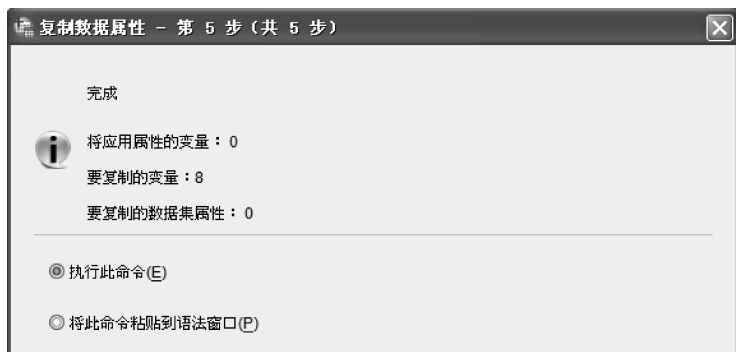 复制数据属性 - 第 5 步(共 5 步)
完成
将应用属性的变量：0
要复制的变量：8
要复制的数据集属性：0
执行此命令(E)
将此命令粘贴到语法窗口(P)